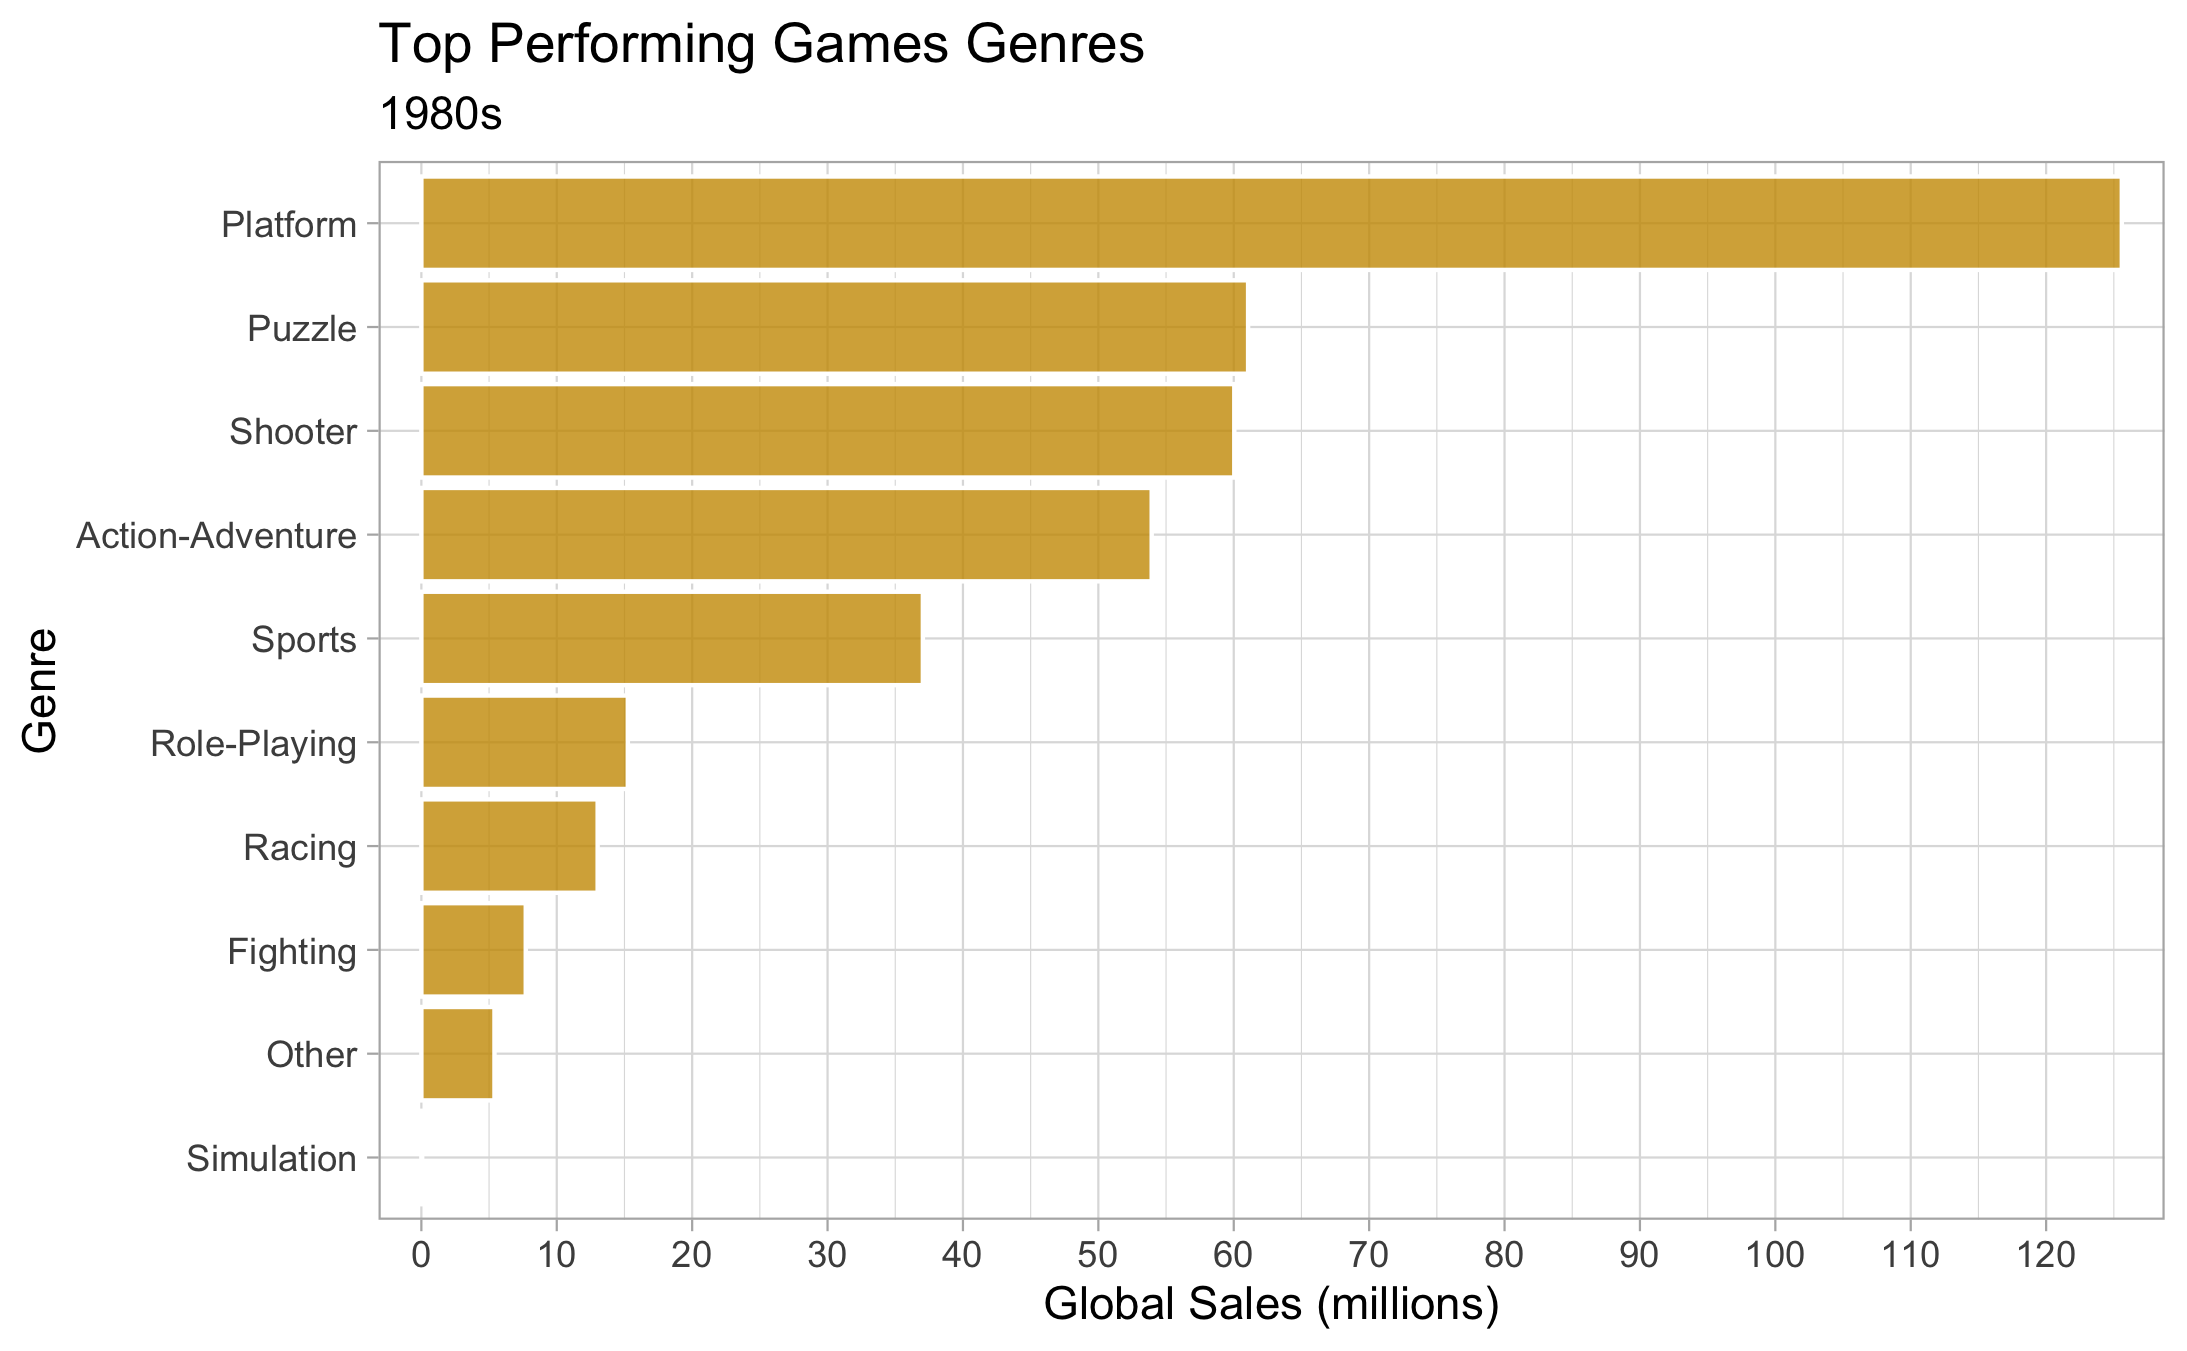 Top Performing Games Genres
1980s
Genre
Platform
Puzzle
Shooter
Action-Adventure
Sports
Role-Playing
Racing
Fighting
Other
Simulation
0 10 20 30 40 50 60 70 80 90 100 110 120
Global Sales (millions)